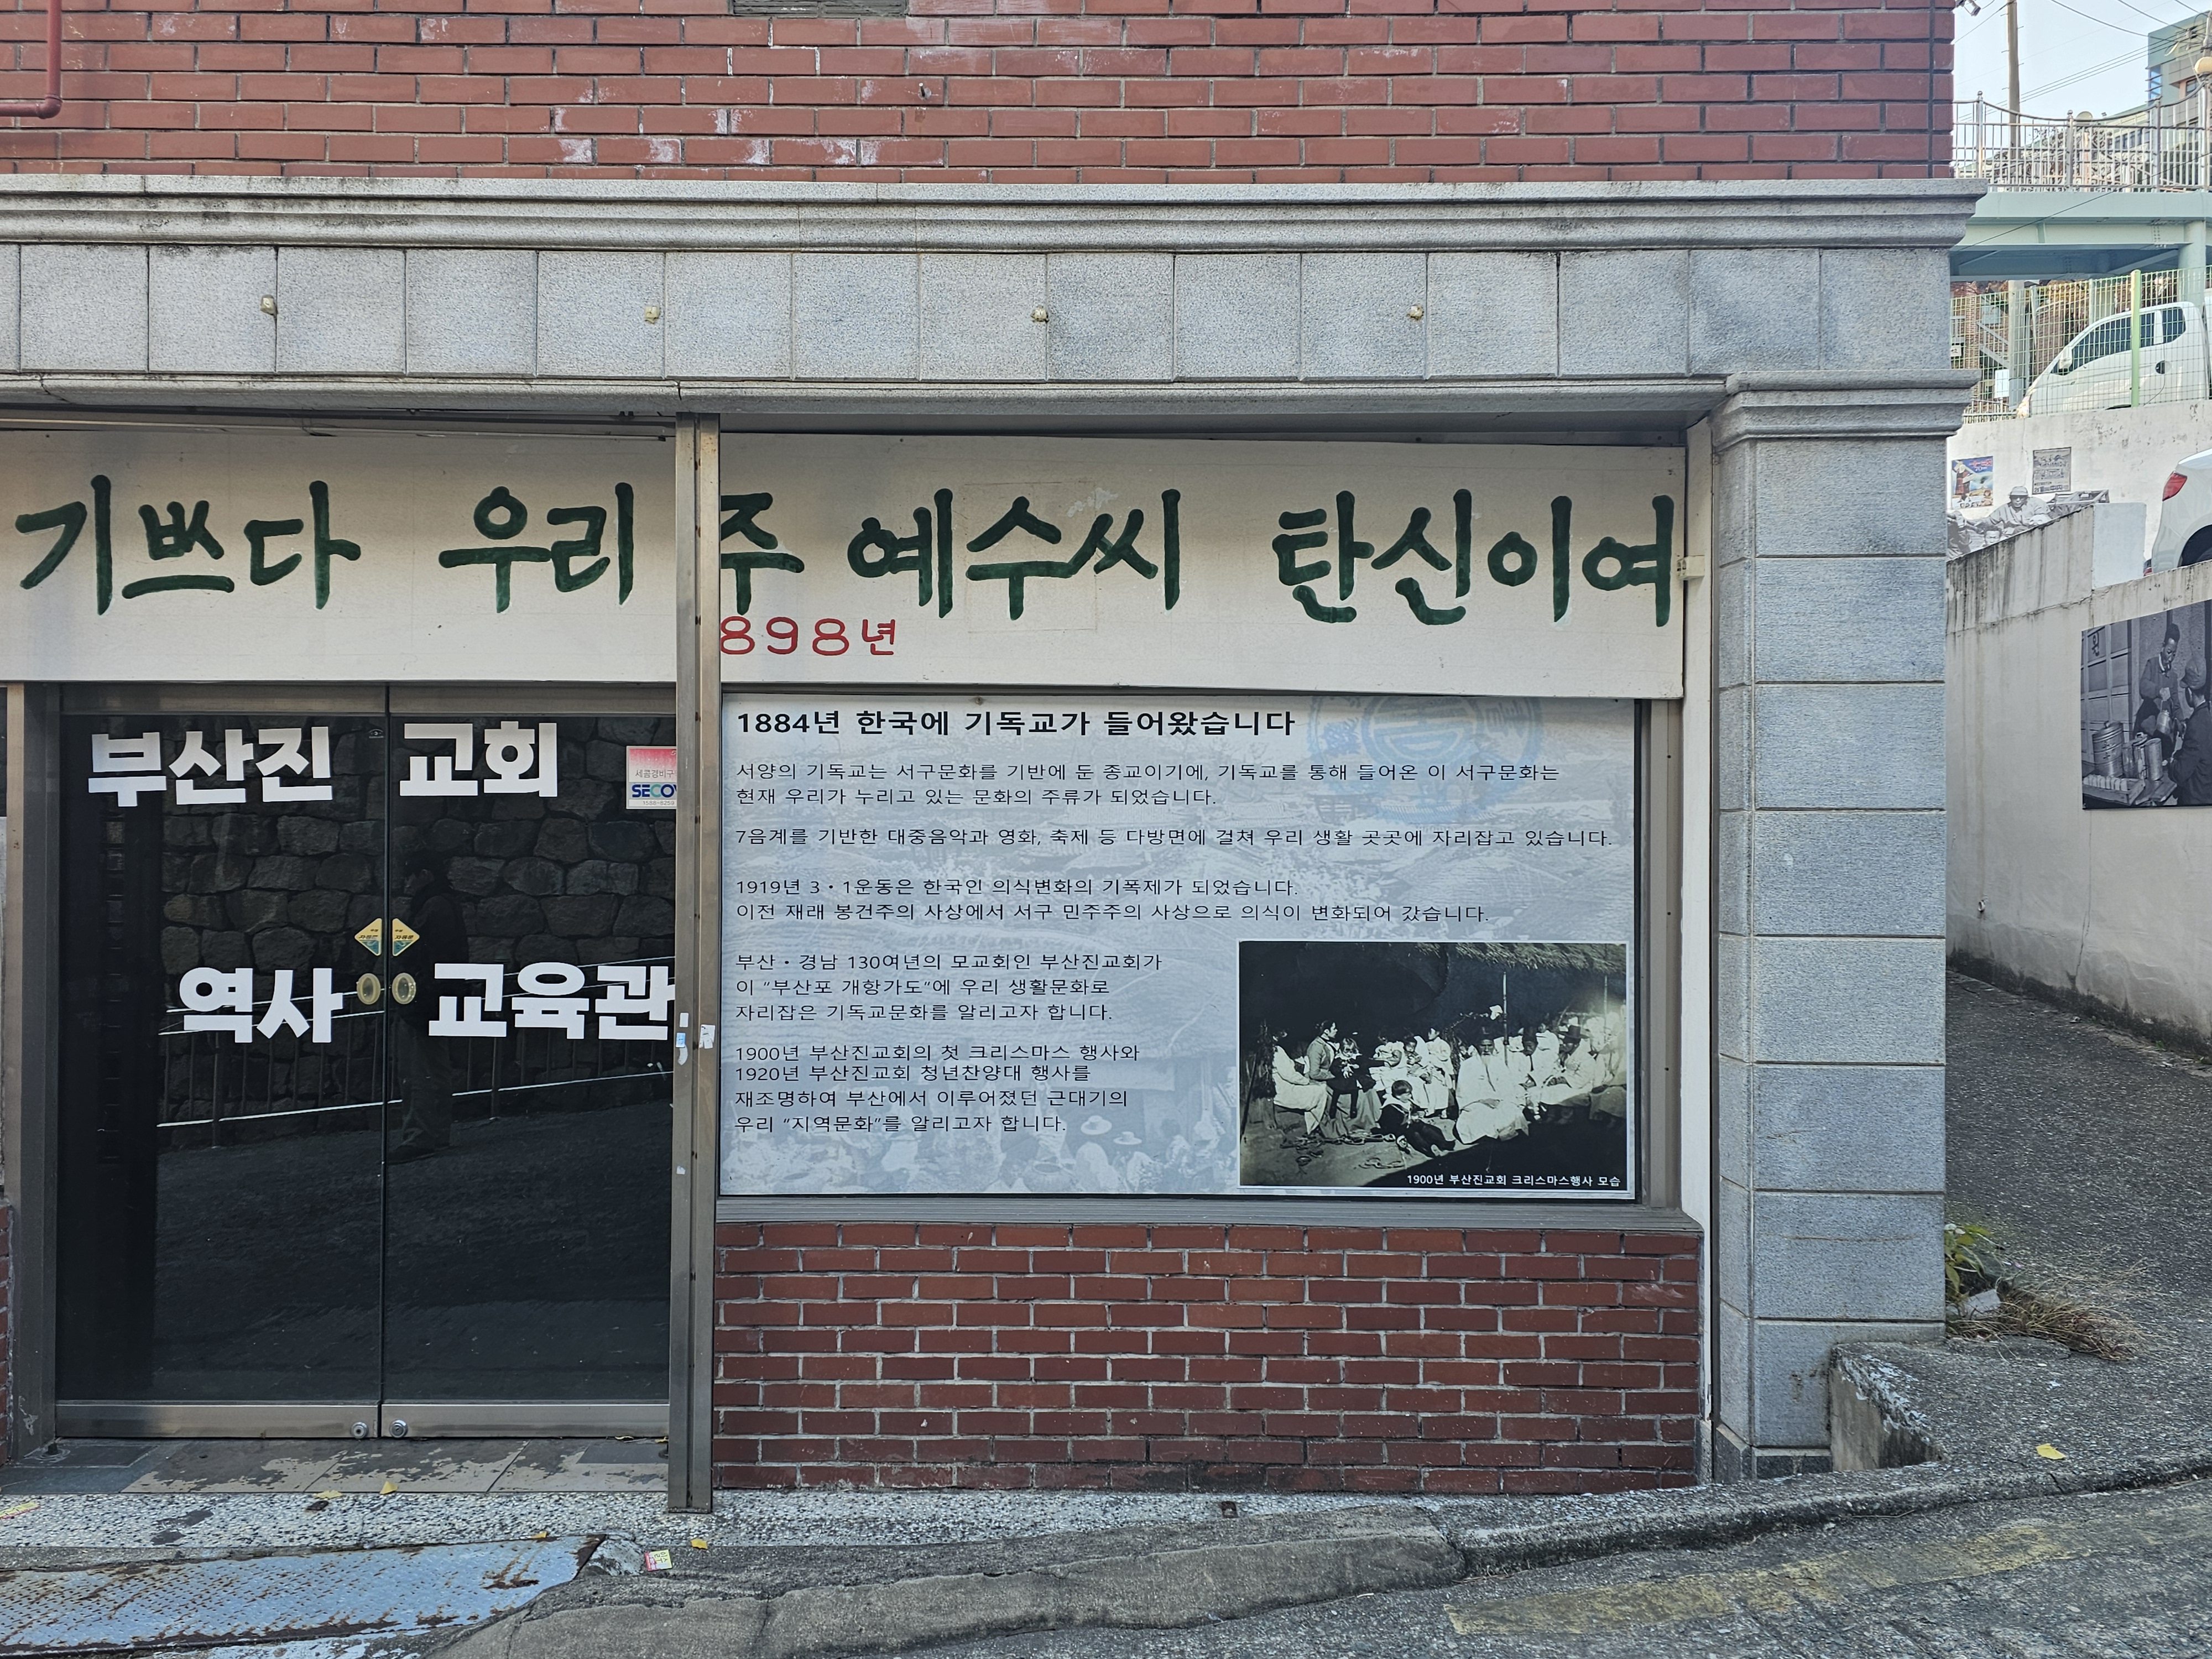 기쁘다 우리 주 예수씨 탄신이여
898년
부산진 교회
역사 교육관
세콤경비구
SECO
1588-8250
1884년 한국에 기독교가 들어왔습니다
서양의 기독교는 서구문화를 기반에 둔 종교이기에, 기독교를 통해 들어온 이 서구문화는
현재 우리가 누리고 있는 문화의 주류가 되었습니다.
7음계를 기반한 대중음악과 영화, 축제 등 다방면에 걸쳐 우리 생활 곳곳에 자리잡고 있습니다.
1919년 3·1운동은 한국인 의식변화의 기폭제가 되었습니다.
이전 재래 봉건주의 사상에서 서구 민주주의 사상으로 의식이 변화되어 갔습니다.
부산·경남 130여년의 모교회인 부산진교회가
이 "부산포 개항가도"에 우리 생활문화로
자리잡은 기독교문화를 알리고자 합니다.
1900년 부산진교회의 첫 크리스마스 행사와
1920년 부산진교회 청년찬양대 행사를
재조명하여 부산에서 이루어졌던 근대기의
우리 "지역문화"를 알리고자 합니다.
1900년 부산진교회 크리스마스행사 모습
원